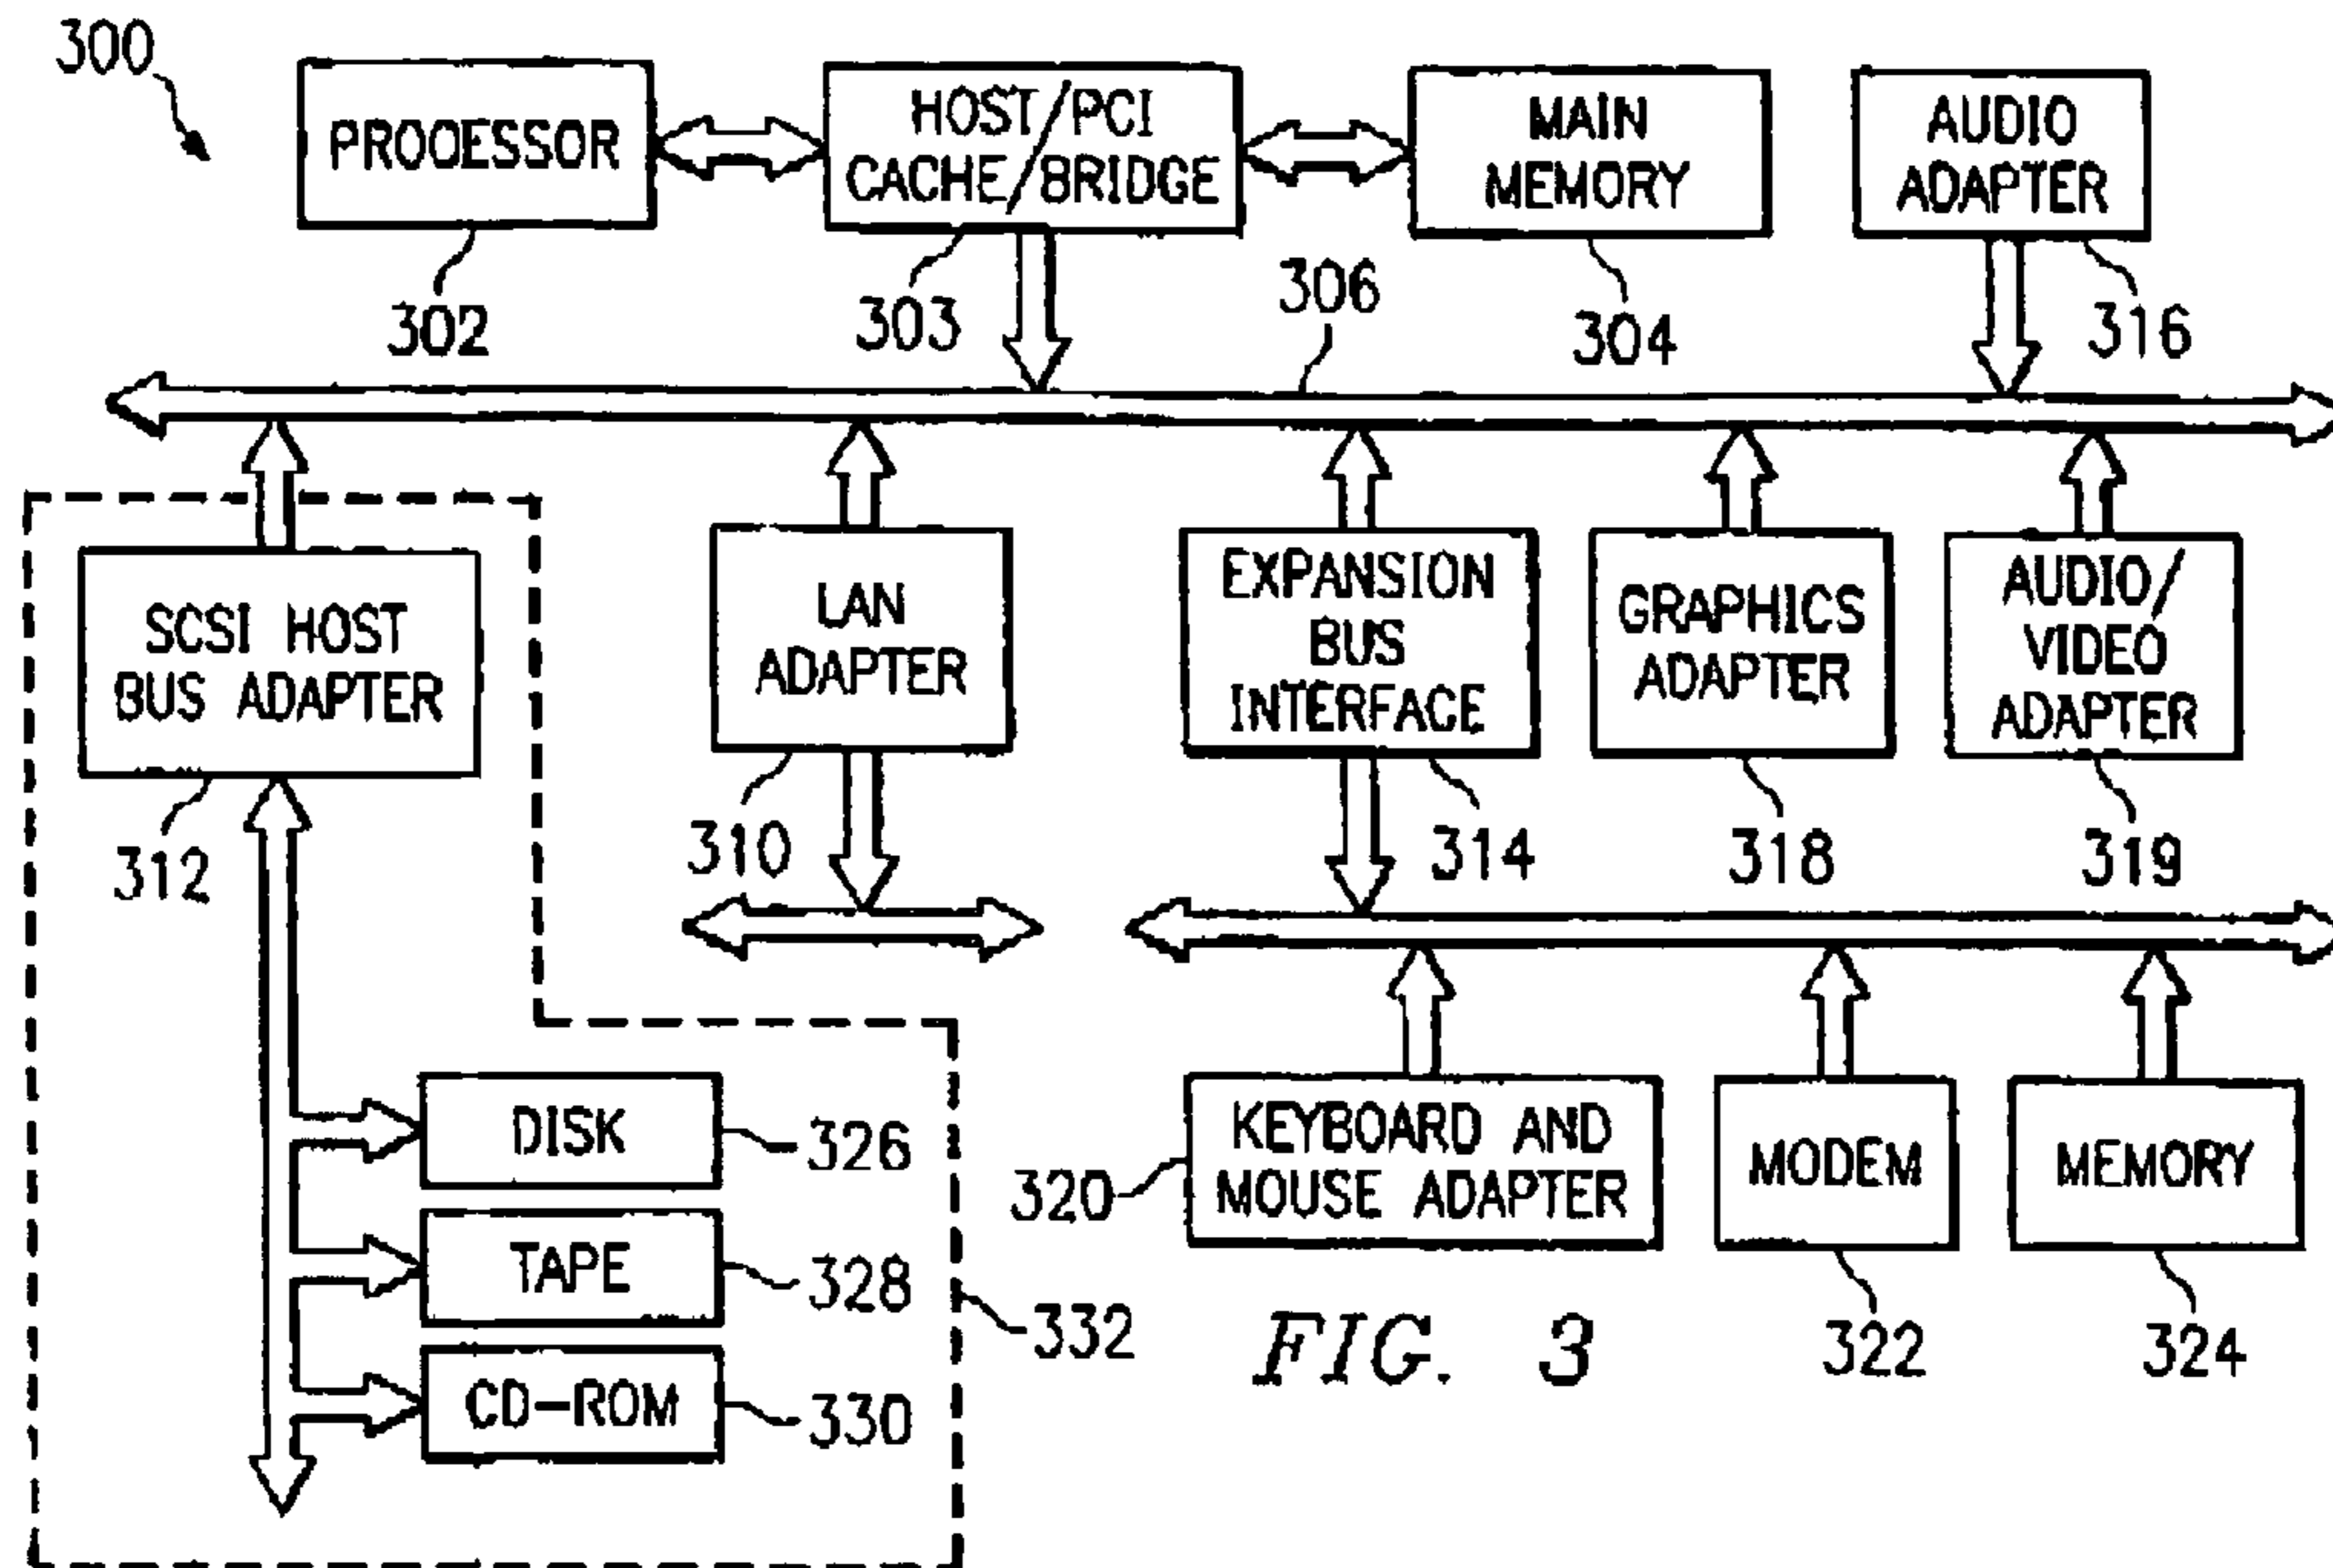 300
PROCESSOR
HOST/PCI
CACHE/BRIDGE
MAIN
MEMORY
AUDIO
ADAPTER
302
303
306
304
316
SCSI HOST
BUS ADAPTER
LAN
ADAPTER
EXPANSION
BUS
INTERFACE
GRAPHICS
ADAPTER
AUDIO/
VIDEO
ADAPTER
312
310
314
318
319
DISK
326
TAPE
328
CD-ROM
330
332
320
KEYBOARD AND
MOUSE ADAPTER
MODEM
MEMORY
322
324
FIG. 3